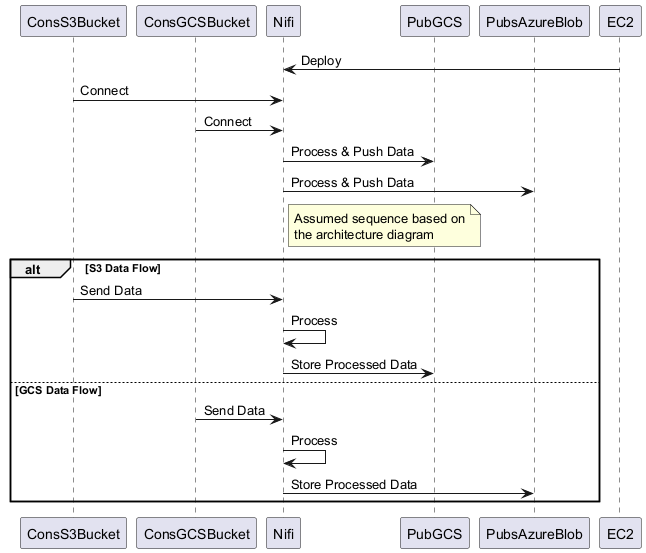 ConsS3Bucket ConsGCSBucket Nifi PubGCS PubsAzureBlob EC2
Deploy
Connect
Connect
Process & Push Data
Process & Push Data
Assumed sequence based on
the architecture diagram
alt [S3 Data Flow]
Send Data
Process
Store Processed Data
[GCS Data Flow]
Send Data
Process
Store Processed Data
ConsS3Bucket ConsGCSBucket Nifi PubGCS PubsAzureBlob EC2